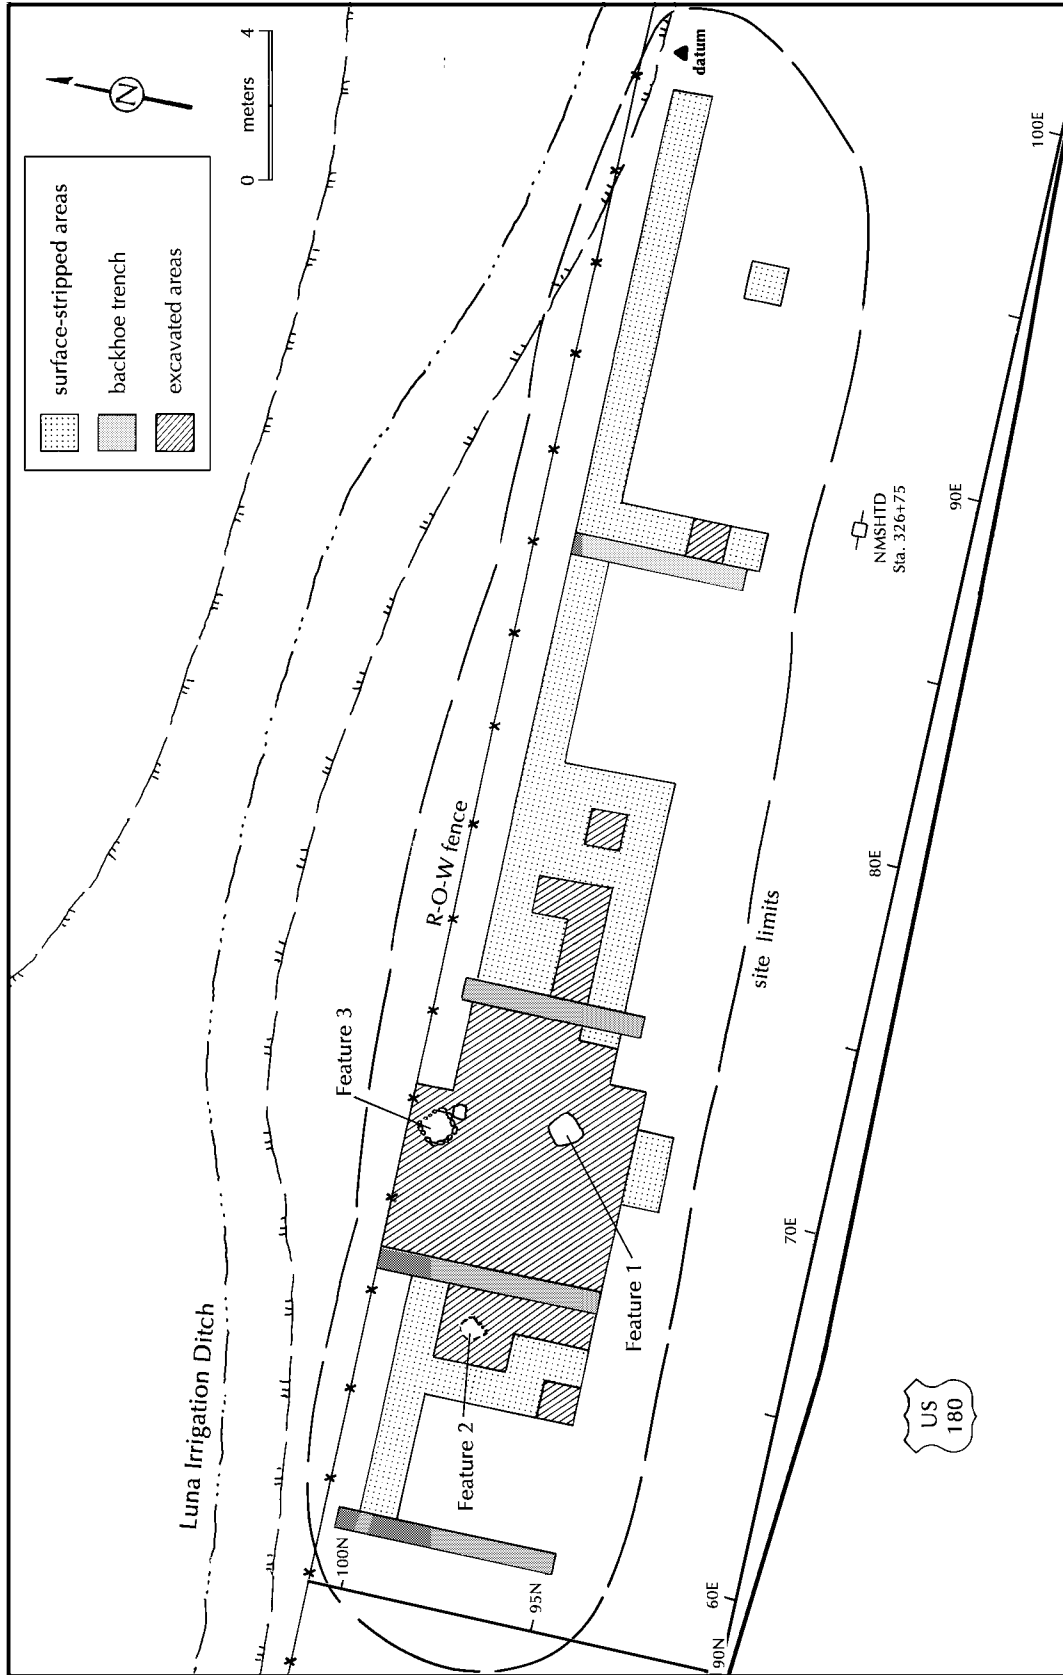 N
surface-stripped areas
backhoe trench
excavated areas
0
meters
4
datum
Luna Irrigation Ditch
R-O-W fence
Feature 3
Feature 2
Feature 1
site limits
NMSHTD
Sta. 326+75
100N
95N
90N
60E
70E
80E
90E
100E
US
180